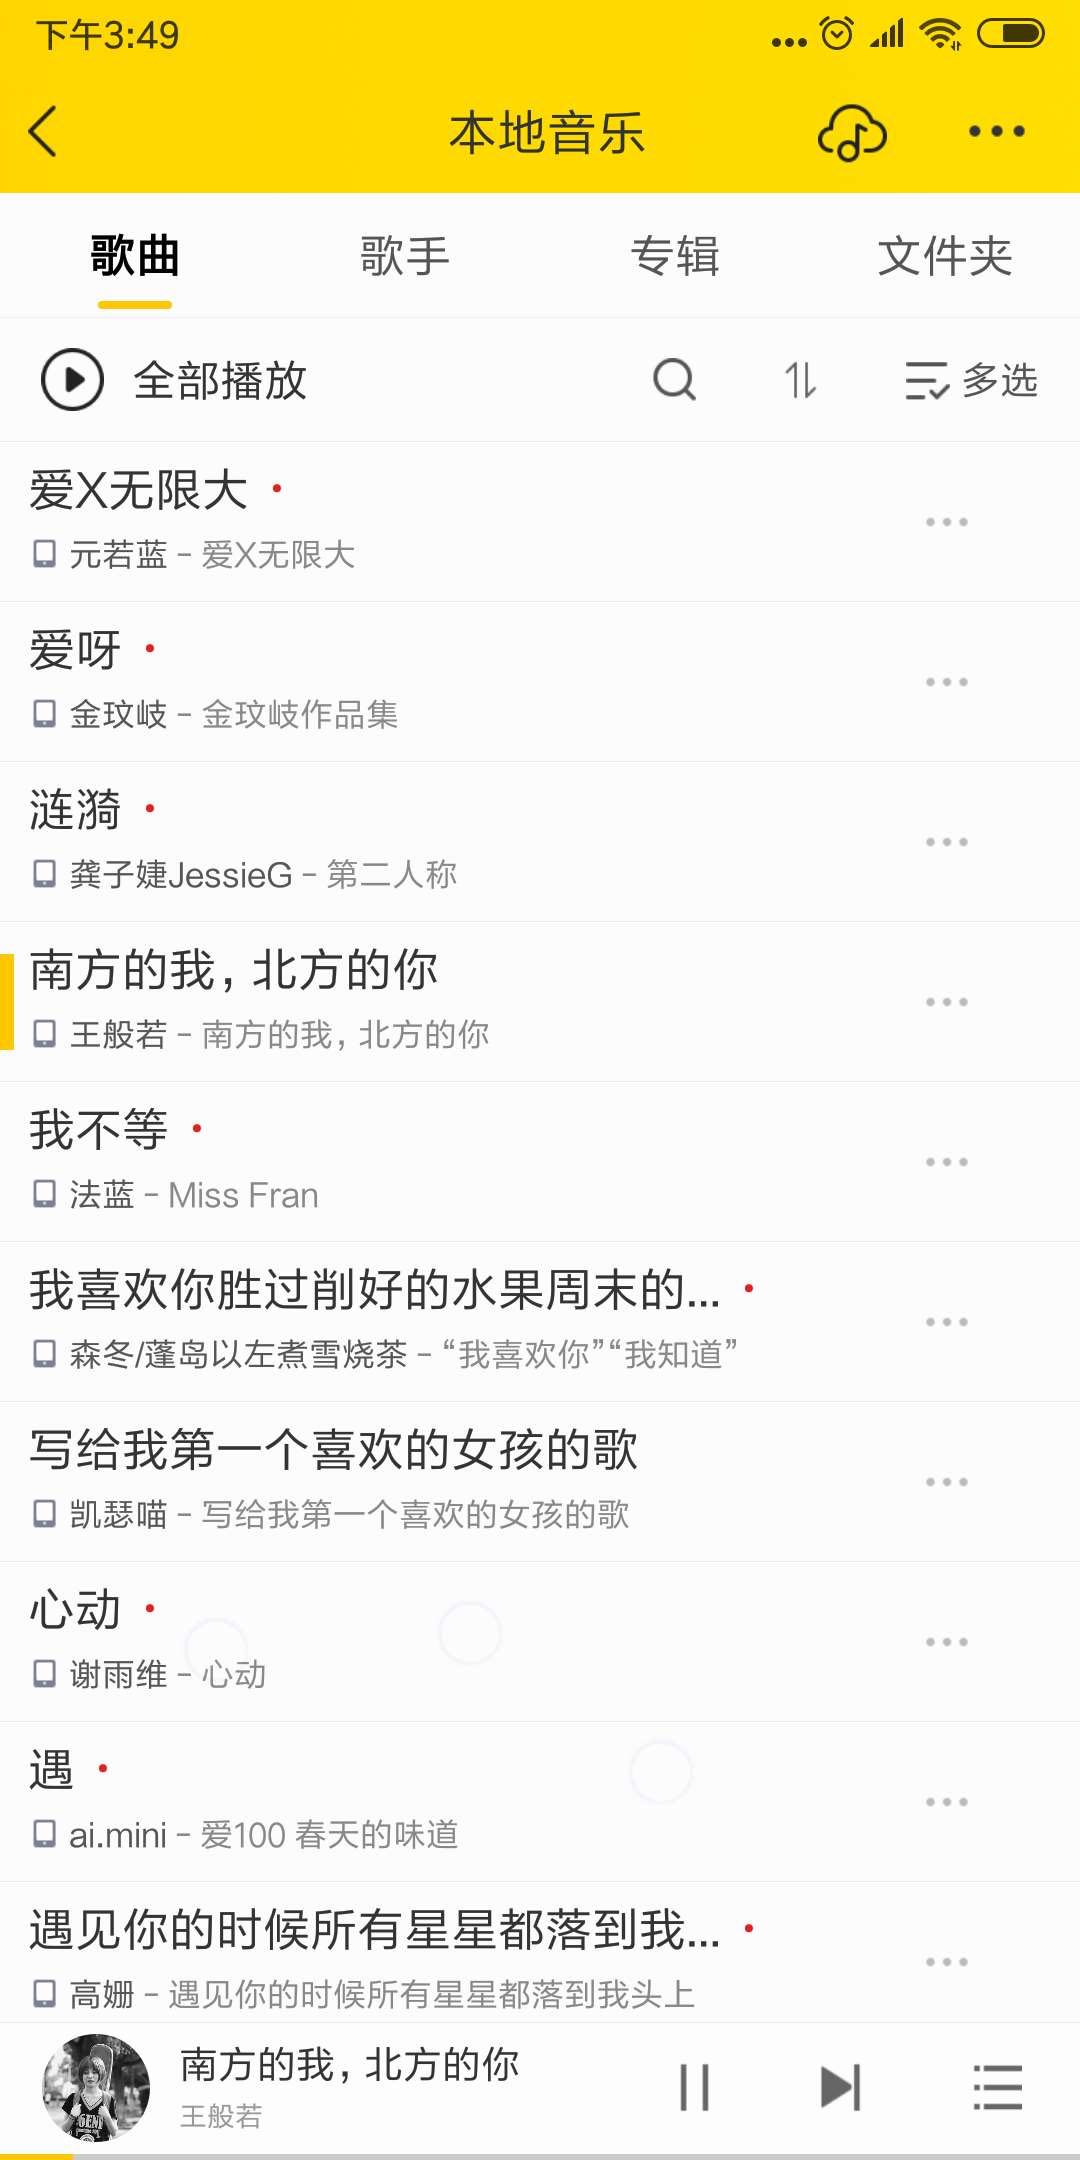 下午3:49
本地音乐
歌曲 歌手 专辑 文件夹
全部播放 多选
爱X无限大
元若蓝 - 爱X无限大
爱呀
金玟岐 - 金玟岐作品集
涟漪
龚子婕JessieG - 第二人称
南方的我，北方的你
王般若 - 南方的我，北方的你
我不等
法蓝 - Miss Fran
我喜欢你胜过削好的水果周末的...
森冬/蓬岛以左煮雪烧茶 - “我喜欢你”“我知道”
写给我第一个喜欢的女孩的歌
凯瑟喵 - 写给我第一个喜欢的女孩的歌
心动
谢雨维 - 心动
遇
ai.mini - 爱100 春天的味道
遇见你的时候所有星星都落到我...
高姗 - 遇见你的时候所有星星都落到我头上
南方的我，北方的你
王般若